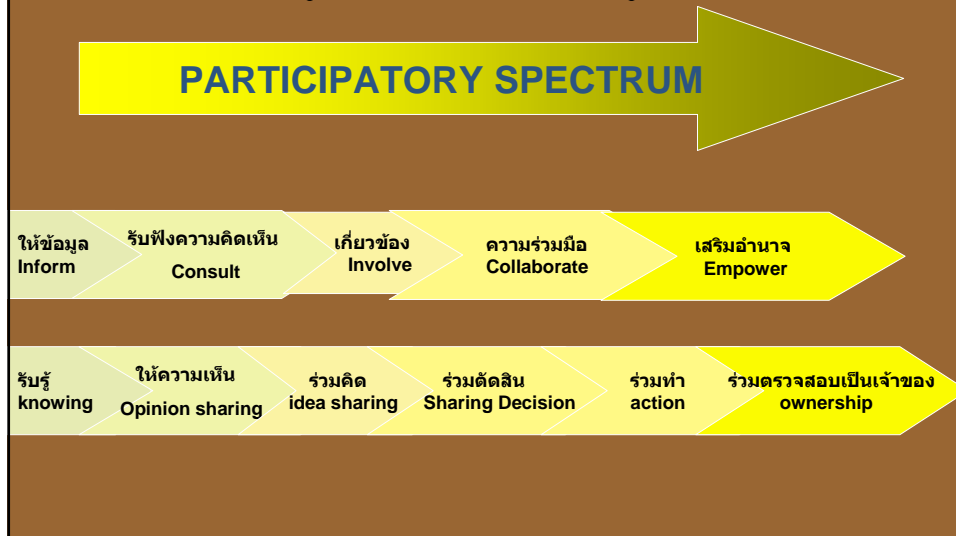 PARTICIPATORY SPECTRUM
ให้ข้อมูล
Inform
รับฟังความคิดเห็น
Consult
เกี่ยวข้อง
Involve
ความร่วมมือ
Collaborate
เสริมอำนาจ
Empower
รับรู้
knowing
ให้ความเห็น
Opinion sharing
ร่วมคิด
idea sharing
ร่วมตัดสิน
Sharing Decision
ร่วมทำ
action
ร่วมตรวจสอบเป็นเจ้าของ
ownership